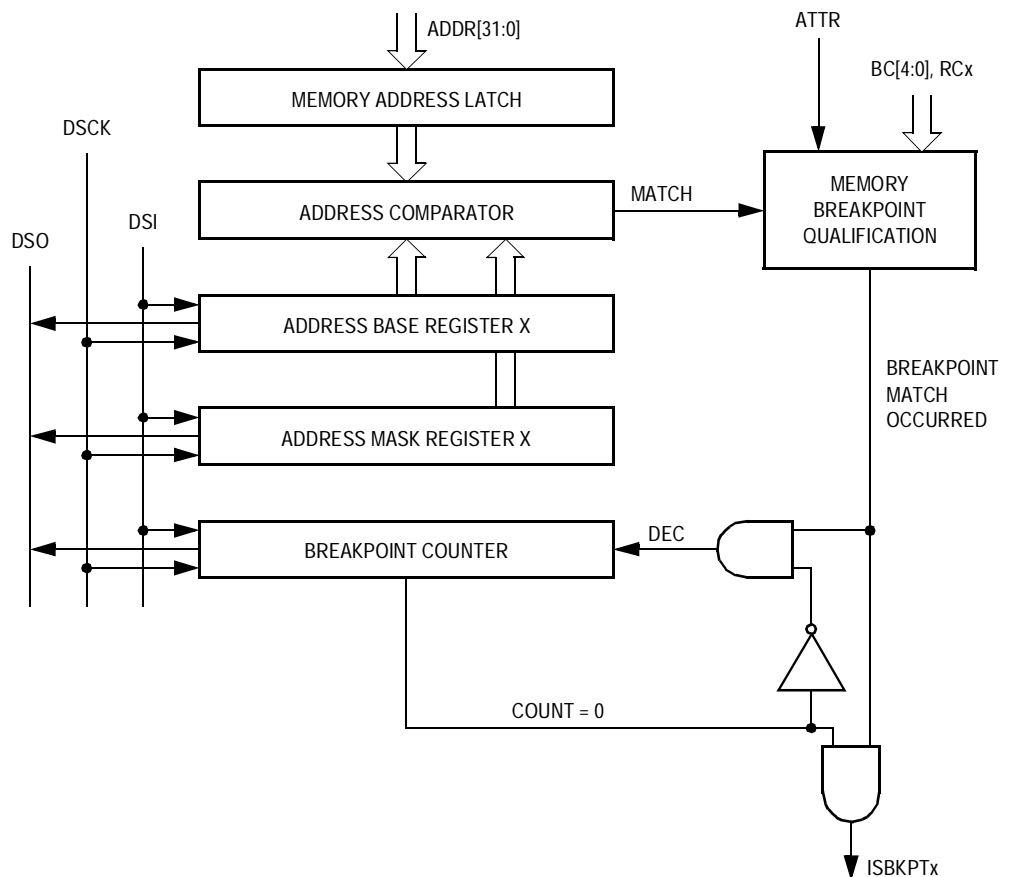 ADDR[31:0]
ATTR
BC[4:0], RCx
MEMORY ADDRESS LATCH
DSCK
MEMORY
BREAKPOINT
QUALIFICATION
MATCH
ADDRESS COMPARATOR
DSI
DSO
ADDRESS BASE REGISTER X
BREAKPOINT
MATCH
OCCURRED
ADDRESS MASK REGISTER X
DEC
BREAKPOINT COUNTER
COUNT = 0
ISBKPTx